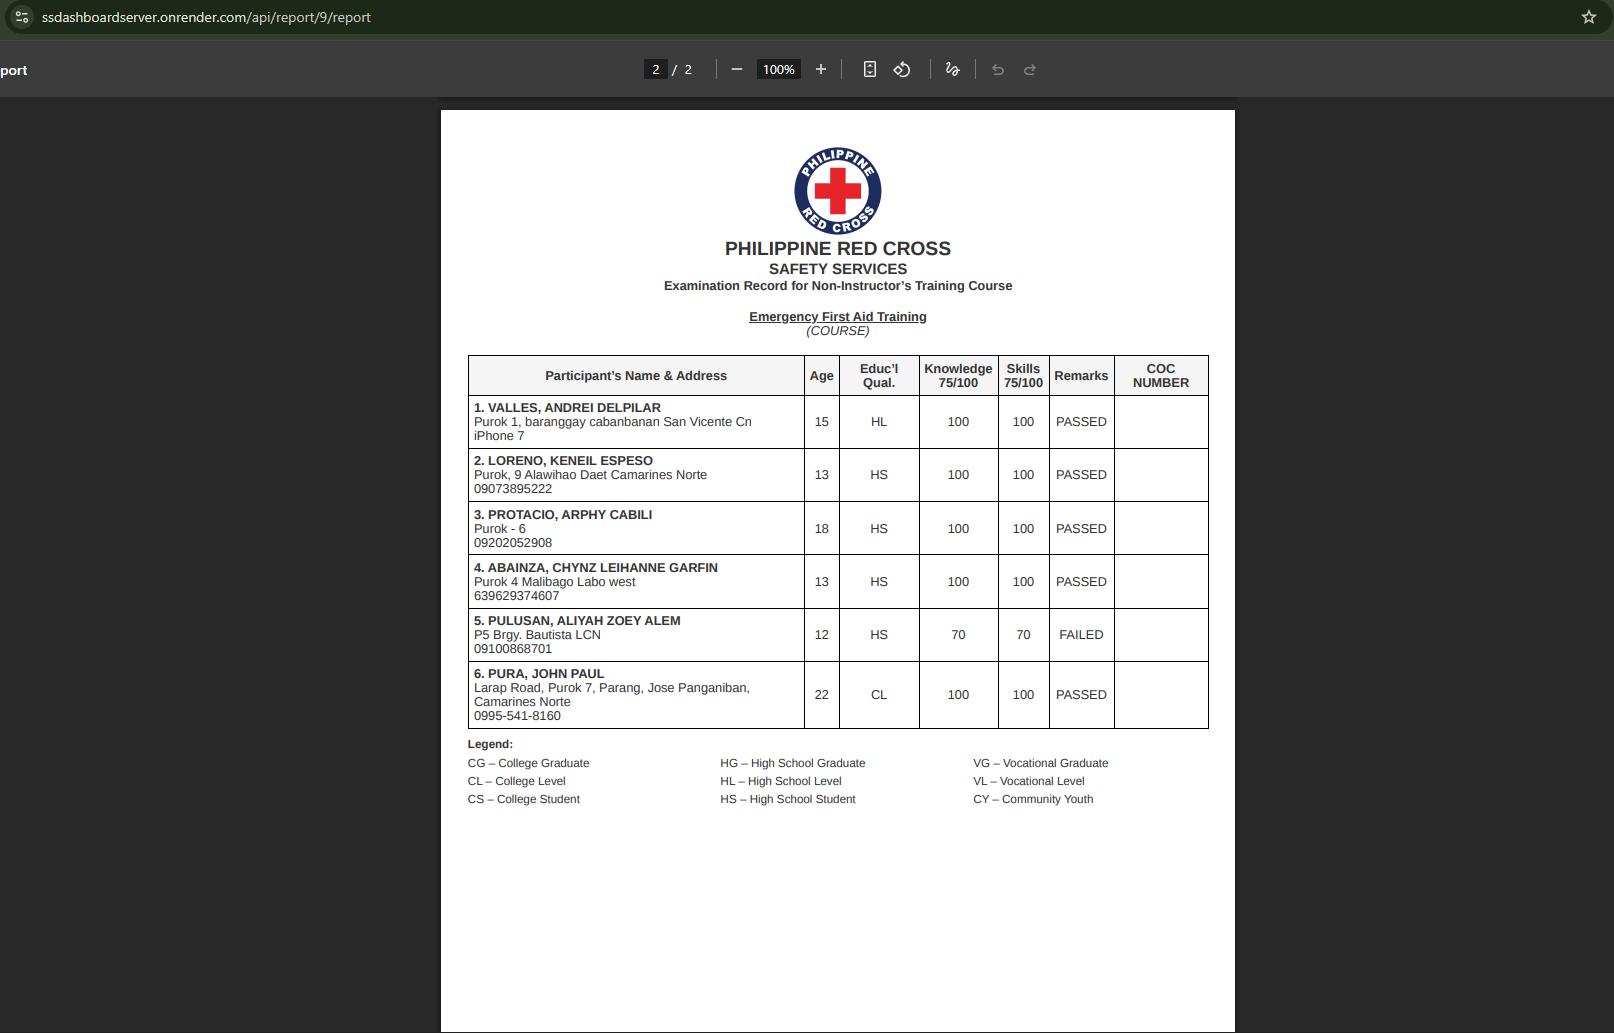 ssdashboardserver.onrender.com/api/report/9/report
port
2 / 2
100%
PHILIPPINE
RED CROSS
PHILIPPINE RED CROSS
SAFETY SERVICES
Examination Record for Non-Instructor’s Training Course
Emergency First Aid Training
(COURSE)
Participant’s Name & Address Age Educ’l Qual. Knowledge 75/100 Skills 75/100 Remarks COC NUMBER
1. VALLES, ANDREI DELPILAR
Purok 1, baranggay cabanbanan San Vicente Cn
iPhone 7
15 HL 100 100 PASSED
2. LORENO, KENEIL ESPESO
Purok, 9 Alawihao Daet Camarines Norte
09073895222
13 HS 100 100 PASSED
3. PROTACIO, ARPHY CABILI
Purok - 6
09202052908
18 HS 100 100 PASSED
4. ABAINZA, CHYNZ LEIHANNE GARFIN
Purok 4 Malibago Labo west
639629374607
13 HS 100 100 PASSED
5. PULUSAN, ALIYAH ZOEY ALEM
P5 Brgy. Bautista LCN
09100868701
12 HS 70 70 FAILED
6. PURA, JOHN PAUL
Larap Road, Purok 7, Parang, Jose Panganiban,
Camarines Norte
0995-541-8160
22 CL 100 100 PASSED
Legend:
CG – College Graduate HG – High School Graduate VG – Vocational Graduate
CL – College Level HL – High School Level VL – Vocational Level
CS – College Student HS – High School Student CY – Community Youth